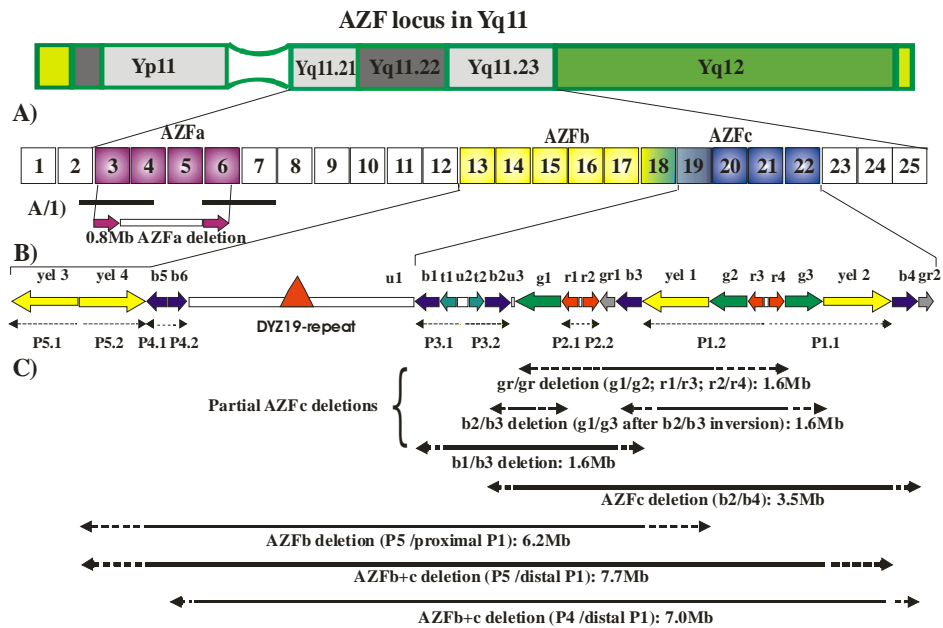 AZF locus in Yq11
Yp11 Yq11.21 Yq11.22 Yq11.23 Yq12
A)
AZFa AZFb AZFc
1 2 3 4 5 6 7 8 9 10 11 12 13 14 15 16 17 18 19 20 21 22 23 24 25
A/1)
0.8Mb AZFa deletion
B)
yel 3 yel 4 b5 b6 u1 b1 t1 u2 t2 b2 u3 g1 r1 r2 gr1 b3 yel 1 g2 r3 r4 g3 yel 2 b4 gr2
DYZ19-repeat
P5.1 P5.2 P4.1 P4.2 P3.1 P3.2 P2.1 P2.2 P1.2 P1.1
C)
gr/gr deletion (g1/g2; r1/r3; r2/r4): 1.6Mb
Partial AZFc deletions
b2/b3 deletion (g1/g3 after b2/b3 inversion): 1.6Mb
b1/b3 deletion: 1.6Mb
AZFc deletion (b2/b4): 3.5Mb
AZFb deletion (P5 /proximal P1): 6.2Mb
AZFb+c deletion (P5 /distal P1): 7.7Mb
AZFb+c deletion (P4 /distal P1): 7.0Mb